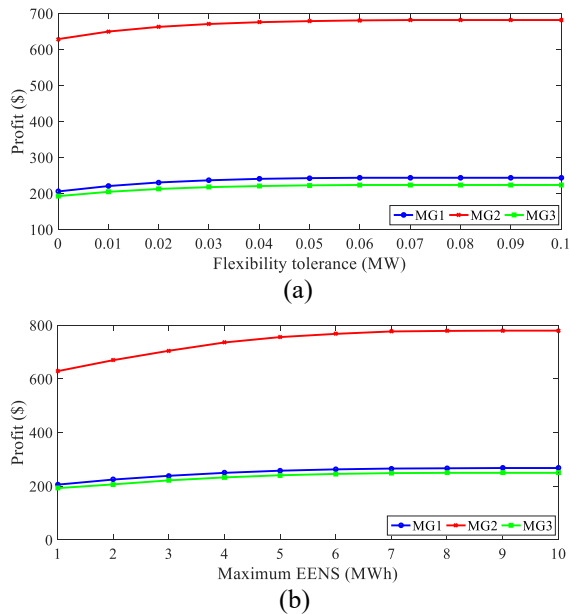 700
600
500
400
300
200
100
Profit ($)
MG1 MG2 MG3
0 0.01 0.02 0.03 0.04 0.05 0.06 0.07 0.08 0.09 0.1
Flexibility tolerance (MW)
(a)
800
600
400
200
0
Profit ($)
MG1 MG2 MG3
1 2 3 4 5 6 7 8 9 10
Maximum EENS (MWh)
(b)